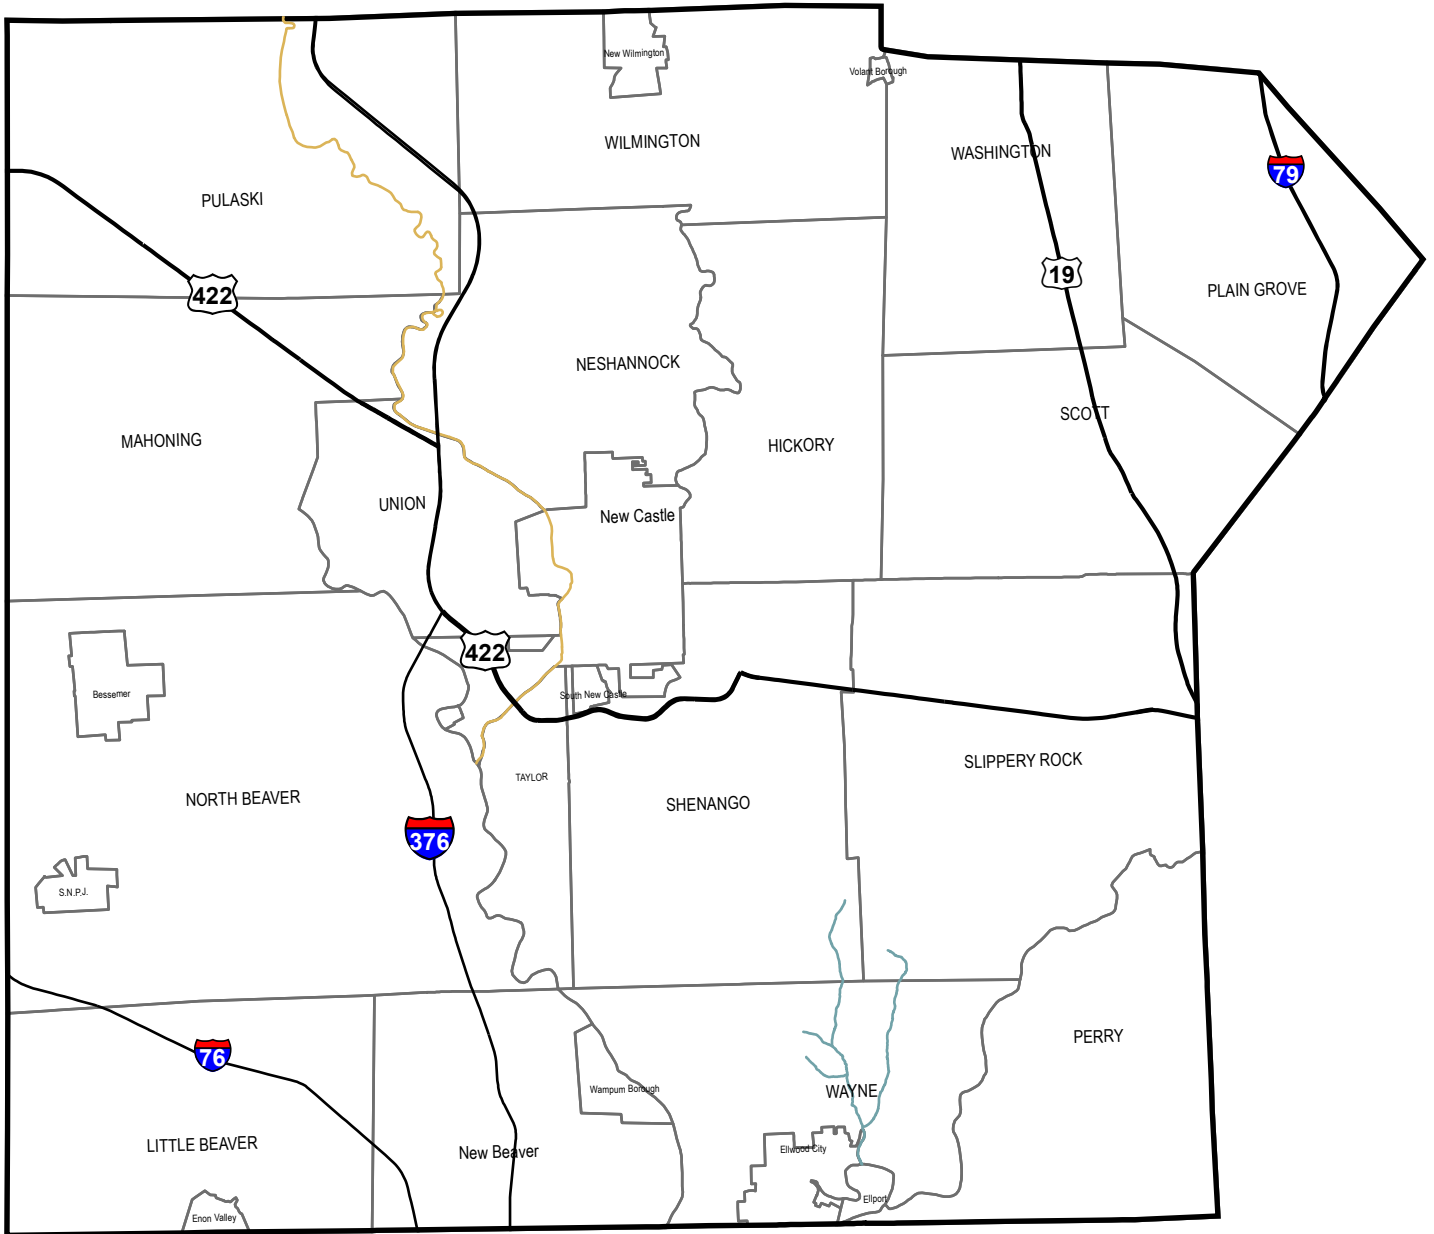 New Wilmington
Volant Borough
WILMINGTON
WASHINGTON
79
PULASKI
19
422
PLAIN GROVE
NESHANNOCK
SCOTT
MAHONING
HICKORY
UNION
New Castle
422
Bessemer
South New Castle
SLIPPERY ROCK
TAYLOR
NORTH BEAVER
SHENANGO
376
S.N.P.J.
PERRY
76
Wampum Borough
WAYNE
LITTLE BEAVER
New Beaver
Ellwood City
Ellport
Enon Valley